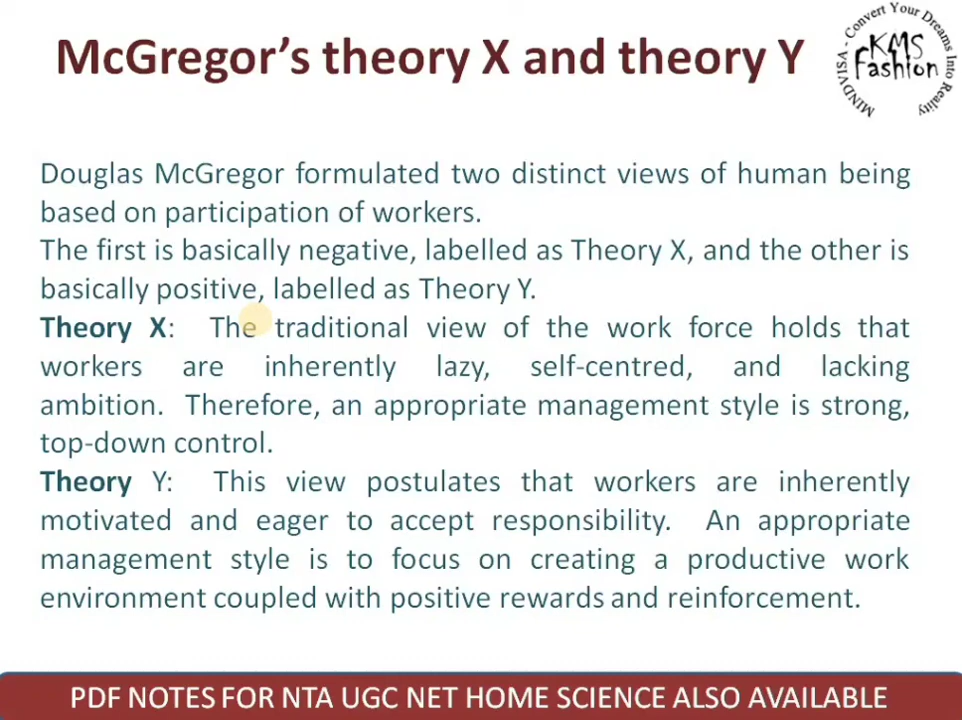 McGregor's theory X and theory Y
MINDVISA - Convert Your Dreams Into Reality
KMS
Fashion
Douglas McGregor formulated two distinct views of human being
based on participation of workers.
The first is basically negative, labelled as Theory X, and the other is
basically positive, labelled as Theory Y.
Theory X: The traditional view of the work force holds that
workers are inherently lazy, self-centred, and lacking
ambition. Therefore, an appropriate management style is strong,
top-down control.
Theory Y: This view postulates that workers are inherently
motivated and eager to accept responsibility. An appropriate
management style is to focus on creating a productive work
environment coupled with positive rewards and reinforcement.
PDF NOTES FOR NTA UGC NET HOME SCIENCE ALSO AVAILABLE